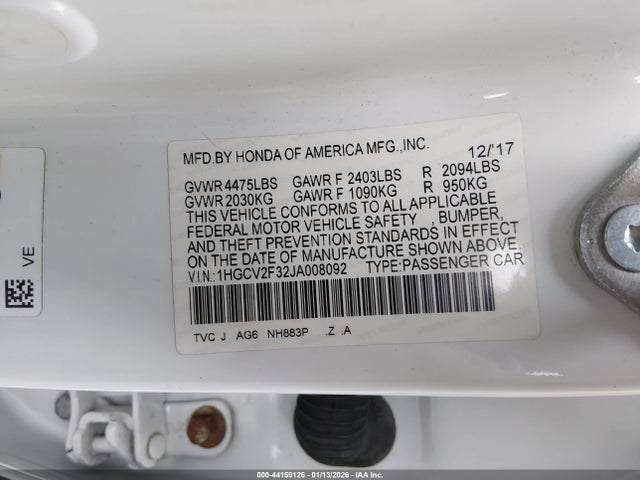 MFD.BY HONDA OF AMERICA MFG.,INC. 12/'17
GVWR 4475LBS GAWR F 2403LBS R 2094LBS
GVWR 2030KG GAWR F 1090KG R 950KG
THIS VEHICLE CONFORMS TO ALL APPLICABLE
FEDERAL MOTOR VEHICLE SAFETY , BUMPER,
AND THEFT PREVENTION STANDARDS IN EFFECT
ON THE DATE OF MANUFACTURE SHOWN ABOVE.
V.I.N.: 1HGCV2F32JA008092 TYPE:PASSENGER CAR
TVC J AG6 NH883P .Z .A
VE
000-44159126 | 01/13/2026 | IAA Inc.